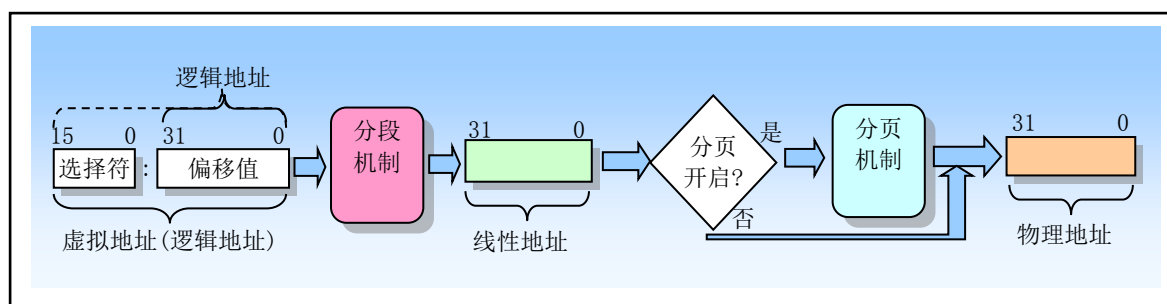 逻辑地址
15 0 31 0
选择符 : 偏移值
虚拟地址(逻辑地址)
分段
机制
31 0
线性地址
分页
开启?
是
否
分页
机制
31 0
物理地址